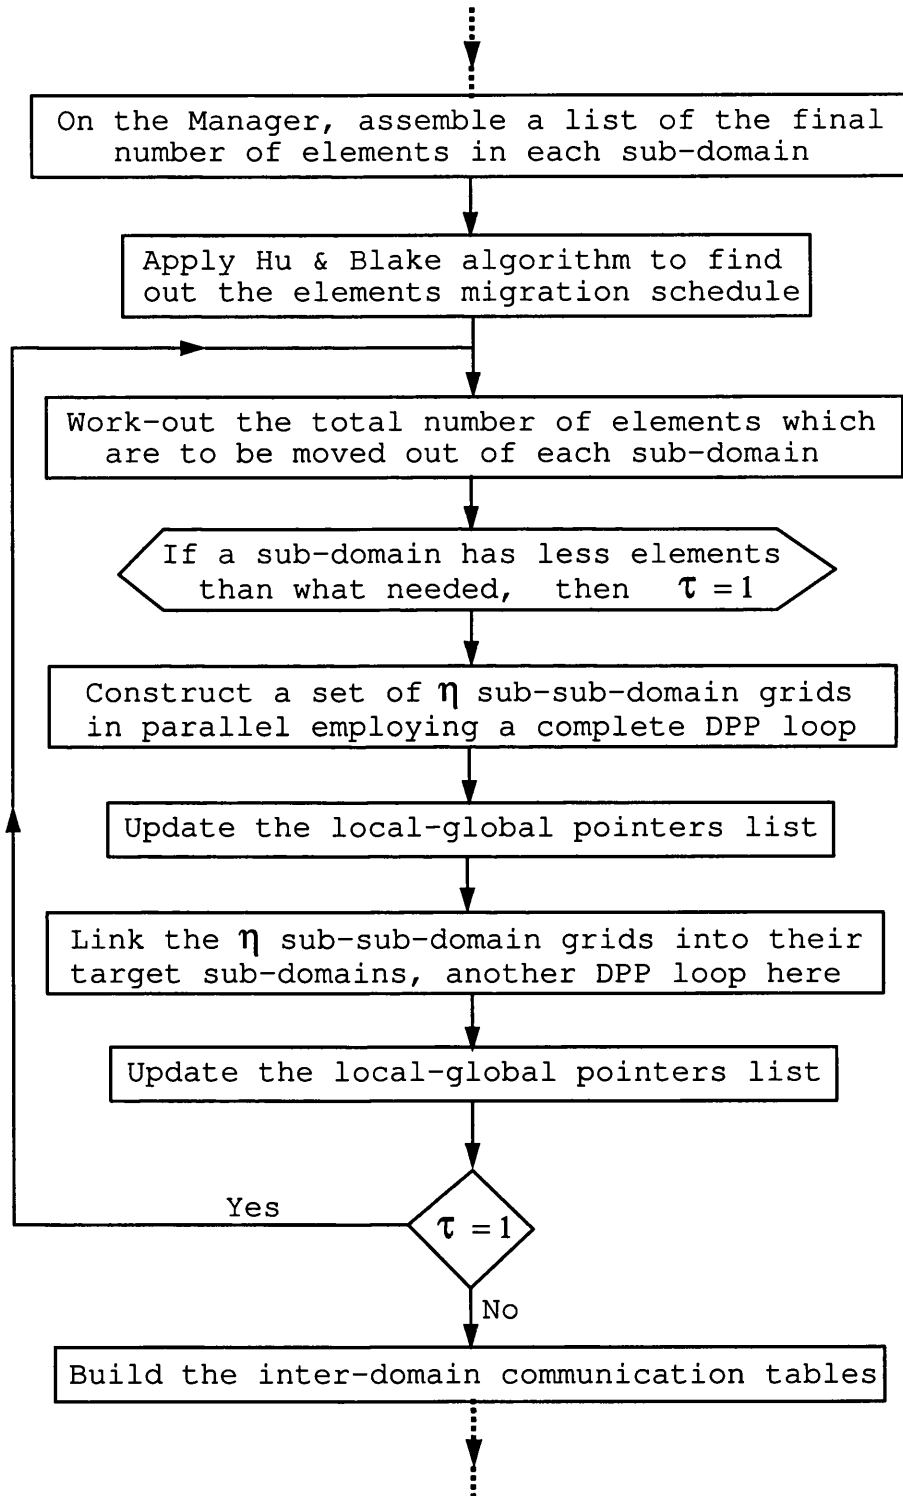 On the Manager, assemble a list of the final
number of elements in each sub-domain
Apply Hu & Blake algorithm to find
out the elements migration schedule
Work-out the total number of elements which
are to be moved out of each sub-domain
If a sub-domain has less elements
than what needed, then τ = 1
Construct a set of η sub-sub-domain grids
in parallel employing a complete DPP loop
Update the local-global pointers list
Link the η sub-sub-domain grids into their
target sub-domains, another DPP loop here
Update the local-global pointers list
Yes
τ = 1
No
Build the inter-domain communication tables